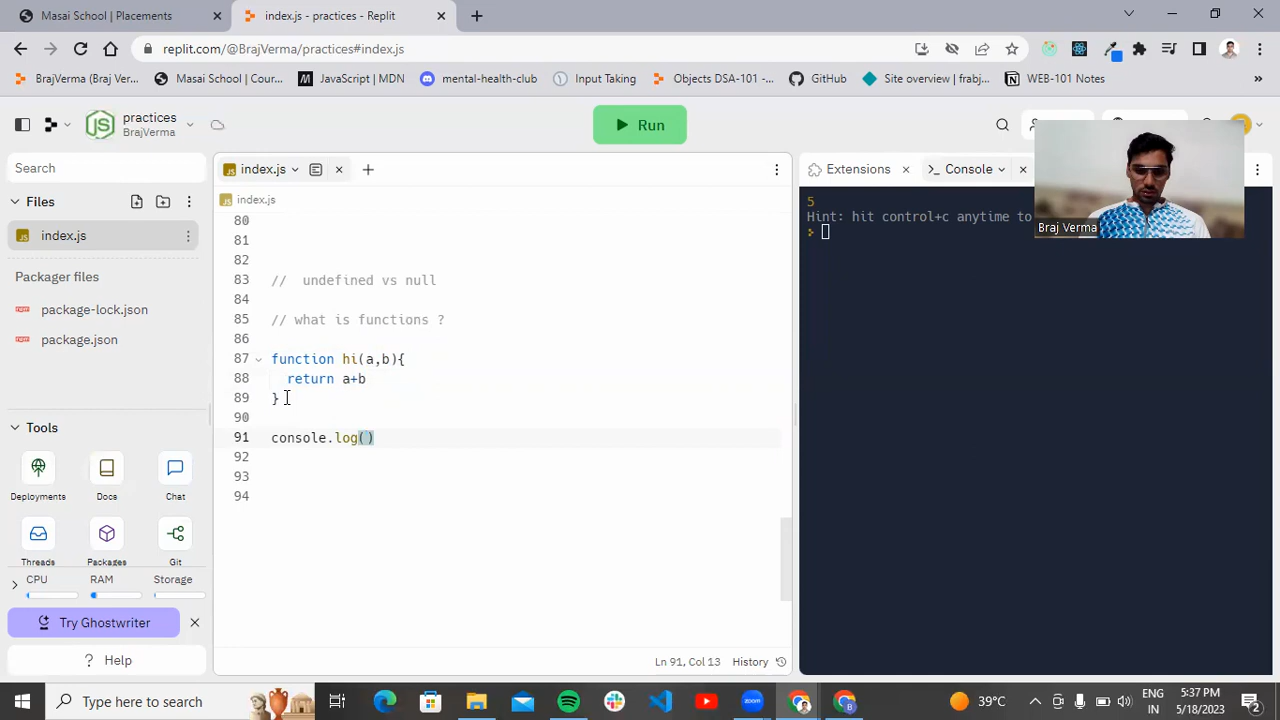 Masai School | Placements
index.js - practices - Replit
replit.com/@BrajVerma/practices#index.js
BrajVerma (Braj Ver...
Masai School | Cour...
JavaScript | MDN
mental-health-club
Input Taking
Objects DSA-101 -...
GitHub
Site overview | frabj...
WEB-101 Notes
practices
BrajVerma
Run
Search
index.js
Extensions
Console
Files
index.js
index.js
Packager files
package-lock.json
package.json
80
81
82
83 //  undefined vs null
84
85 // what is functions ?
86
87 function hi(a,b){
88   return a+b
89 }
90
91 console.log()
92
93
94
5
Hint: hit control+c anytime to
Braj Verma
Tools
Deployments
Docs
Chat
Threads
Packages
Git
CPU
RAM
Storage
Try Ghostwriter
Help
Ln 91, Col 13
History
Type here to search
39°C
ENG
IN
5:37 PM
5/18/2023
2